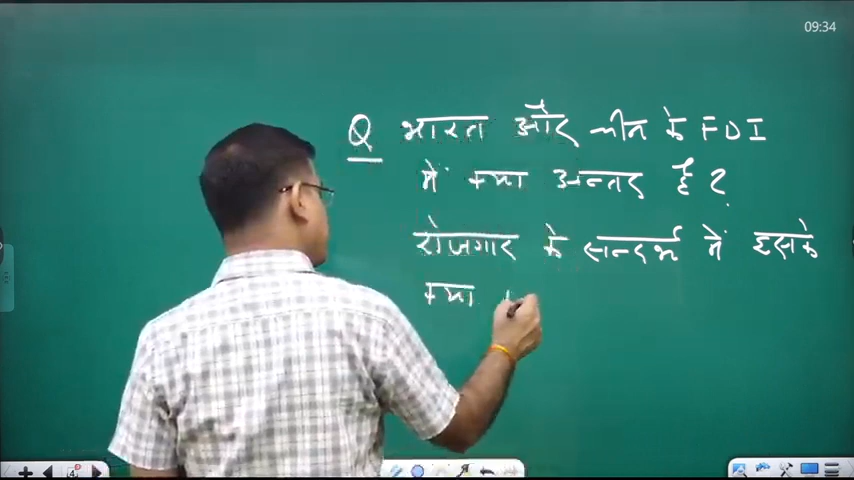 09:34
Q भारत और चीन के FDI
में क्या अन्तर है ?
रोजगार के सन्दर्भ में इसके
क्या